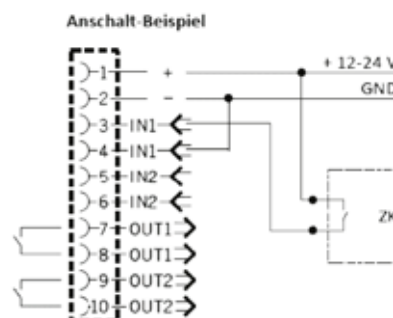 Anschalt-Beispiel
1 + + 12-24 V
2 – GND
3 IN1
4 IN1
5 IN2
6 IN2
7 OUT1
8 OUT1
9 OUT2
10 OUT2
ZK